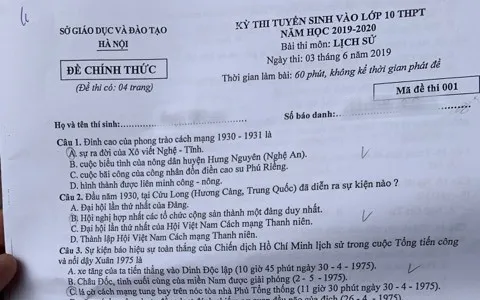 SỞ GIÁO DỤC VÀ ĐÀO TẠO
HÀ NỘI
ĐỀ CHÍNH THỨC
(Đề thi có: 04 trang)
KỲ THI TUYỂN SINH VÀO LỚP 10 THPT
NĂM HỌC 2019-2020
Bài thi môn: LỊCH SỬ
Ngày thi: 03 tháng 6 năm 2019
Thời gian làm bài: 60 phút, không kể thời gian phát đề
Mã đề thi 001
Họ và tên thí sinh:
Số báo danh:
Câu 1. Đỉnh cao của phong trào cách mạng 1930 - 1931 là
A. sự ra đời của Xô viết Nghệ - Tĩnh.
B. cuộc biểu tình của nông dân huyện Hưng Nguyên (Nghệ An).
C. cuộc bãi công của công nhân đồn điền cao su Phú Riềng.
D. hình thành được liên minh công - nông.
Câu 2. Đầu năm 1930, tại Cửu Long (Hương Cảng, Trung Quốc) đã diễn ra sự kiện nào ?
A. Đại hội lần thứ nhất của Đảng.
B. Hội nghị hợp nhất các tổ chức cộng sản thành một đảng duy nhất.
C. Đại hội lần thứ nhất của Hội Việt Nam Cách mạng Thanh niên.
D. Thành lập Hội Việt Nam Cách mạng Thanh niên.
Câu 3. Sự kiện báo hiệu sự toàn thắng của Chiến dịch Hồ Chí Minh lịch sử trong cuộc Tổng tiến công
và nổi dậy Xuân 1975 là
A. xe tăng của ta tiến thẳng vào Dinh Độc lập (10 giờ 45 phút ngày 30 - 4 - 1975).
B. Châu Đốc, tỉnh cuối cùng của miền Nam được giải phóng (2 - 5 - 1975).
C. lá cờ cách mạng tung bay trên nóc tòa nhà Phủ Tổng thống (11 giờ 30 phút ngày 30 - 4 - 1975).